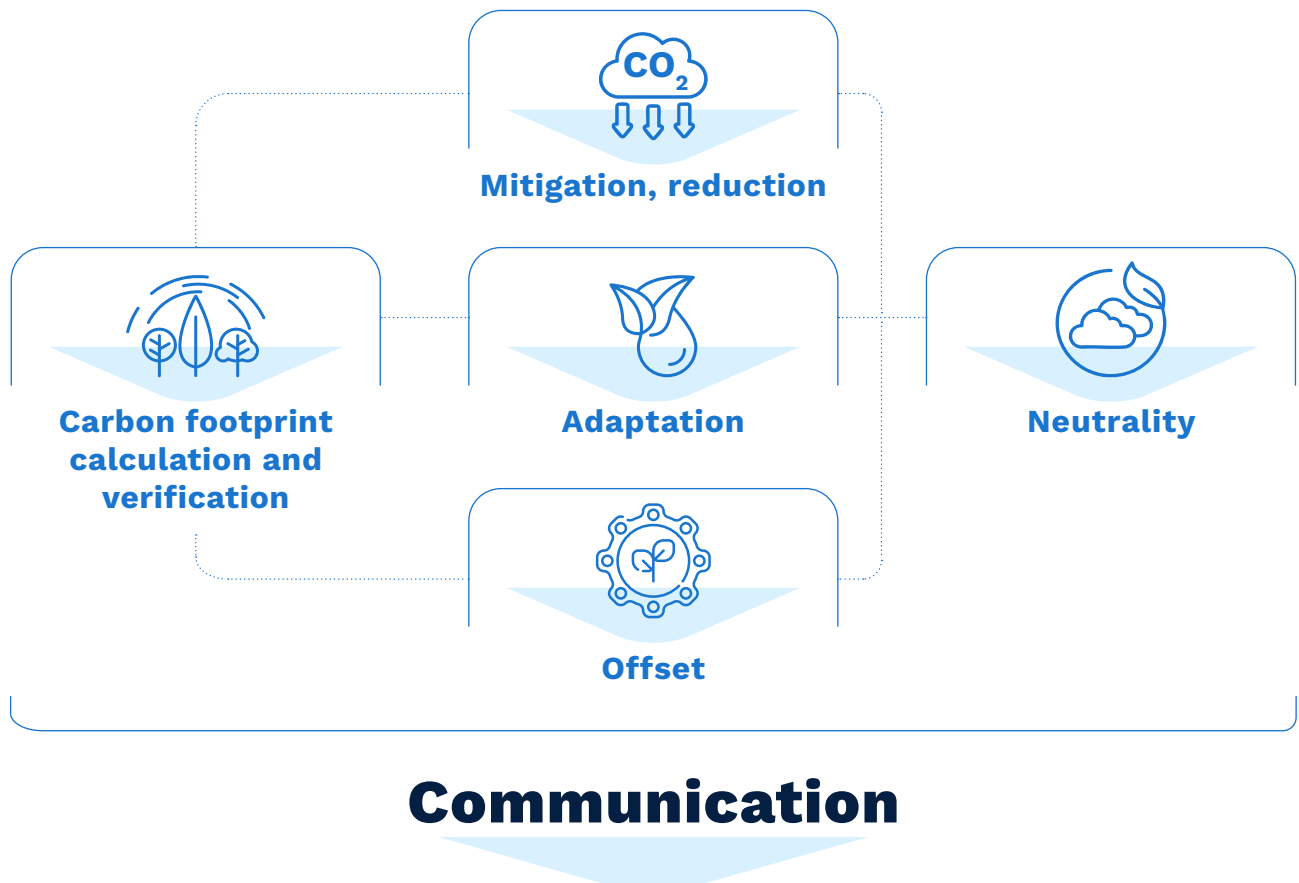 CO2
Mitigation, reduction
Carbon footprint
calculation and
verification
Adaptation
Neutrality
Offset
Communication